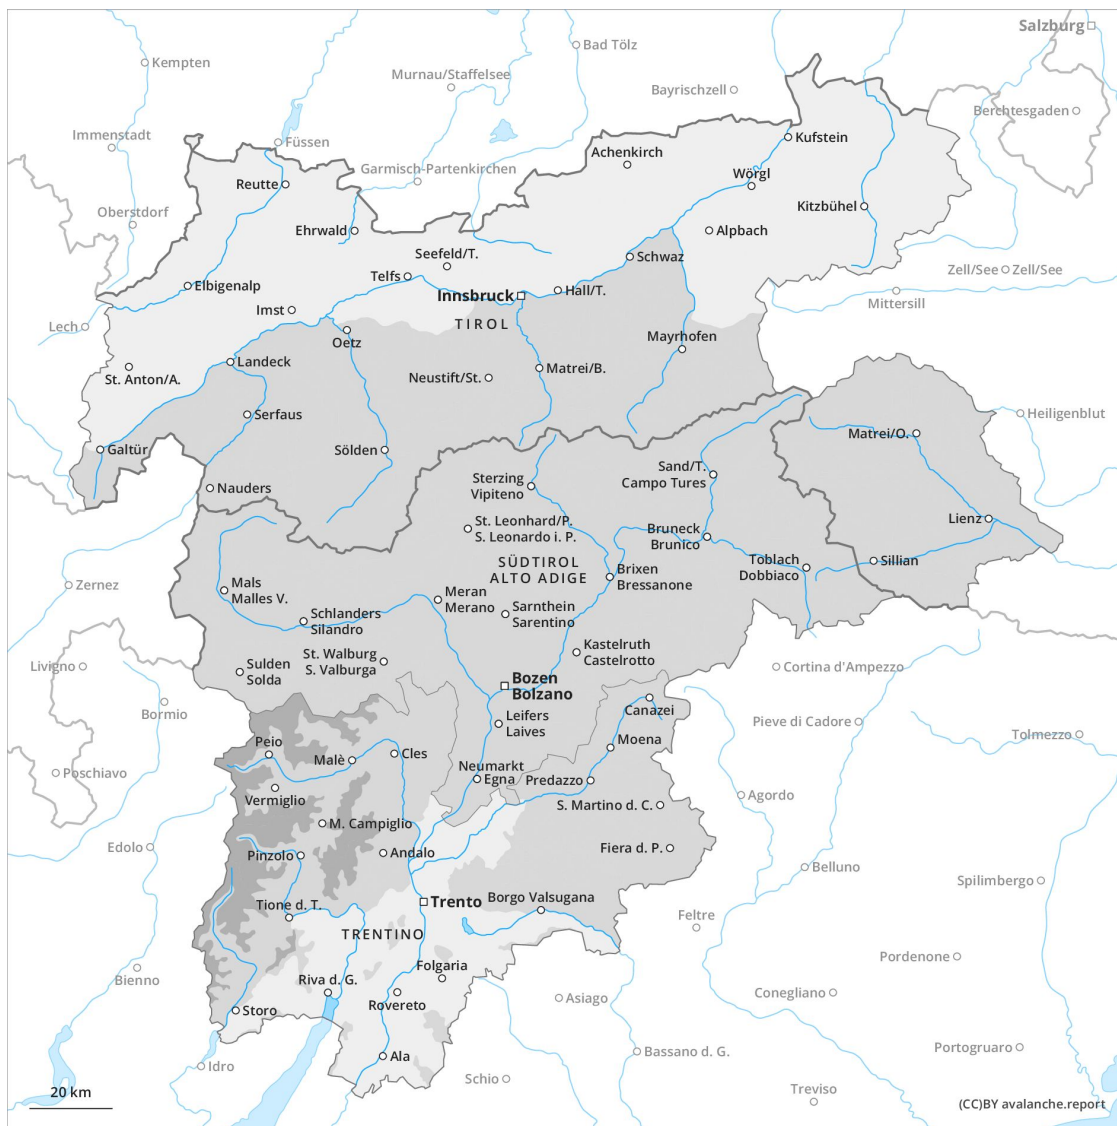 Salzburg
Bad Tölz
Kempten
Murnau/Staffelsee
Bayrischzell
Berchtesgaden
Immenstadt
Füssen
Kufstein
Achenkirch
Garmisch-Partenkirchen
Wörgl
Reutte
Kitzbühel
Oberstdorf
Ehrwald
Alpbach
Seefeld/T.
Schwaz
Telfs
Zell/See
Zell/See
Elbigenalp
Innsbruck
Hall/T.
Mittersill
Imst
TIROL
Lech
Oetz
Mayrhofen
Landeck
Matrei/B.
St. Anton/A.
Neustift/St.
Serfaus
Heiligenblut
Matrei/O.
Galtür
Sölden
Sand/T.
Campo Tures
Sterzing
Vipiteno
Nauders
Lienz
St. Leonhard/P.
S. Leonardo i. P.
Bruneck
Brunico
SÜDTIROL
ALTO ADIGE
Toblach
Dobbiaco
Sillian
Brixen
Bressanone
Zernez
Mals
Malles V.
Meran
Merano
Sarnthein
Sarentino
Schlanders
Silandro
Kastelruth
Castelrotto
St. Walburg
S. Valburga
Livigno
Sulden
Solda
Cortina d'Ampezzo
Bozen
Bolzano
Bormio
Canazei
Leifers
Laives
Pieve di Cadore
Tolmezzo
Peio
Moena
Malè
Cles
Poschiavo
Neumarkt
Egna
Predazzo
Vermiglio
S. Martino d. C.
Agordo
M. Campiglio
Edolo
Pinzolo
Andalo
Fiera d. P.
Belluno
Spilimbergo
Tione d. T.
Trento
Borgo Valsugana
Feltre
TRENTINO
Pordenone
Bienno
Folgaria
Riva d. G.
Rovereto
Asiago
Conegliano
Storo
Ala
Bassano d. G.
Portogruaro
Idro
Schio
Treviso
20 km
(CC)BY avalanche.report